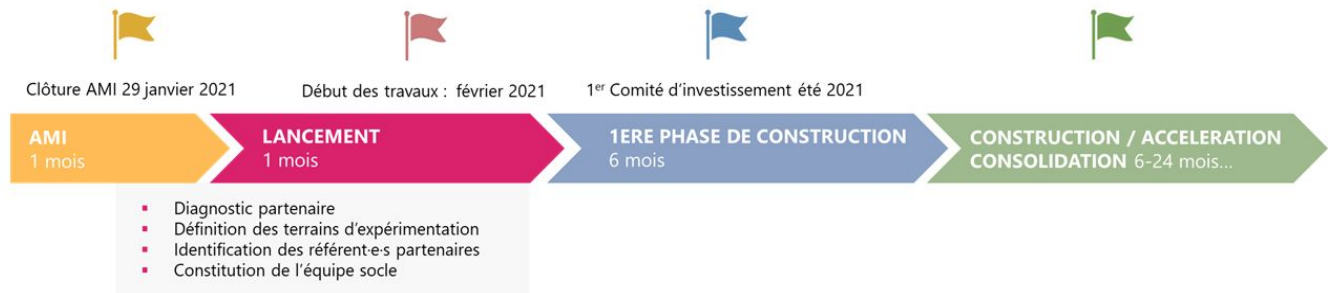 Clôture AMI 29 janvier 2021
Début des travaux : février 2021
1er Comité d’investissement été 2021
AMI
1 mois
LANCEMENT
1 mois
1ERE PHASE DE CONSTRUCTION
6 mois
CONSTRUCTION / ACCELERATION
CONSOLIDATION 6-24 mois...
▪ Diagnostic partenaire
▪ Définition des terrains d’expérimentation
▪ Identification des référent·e·s partenaires
▪ Constitution de l’équipe socle